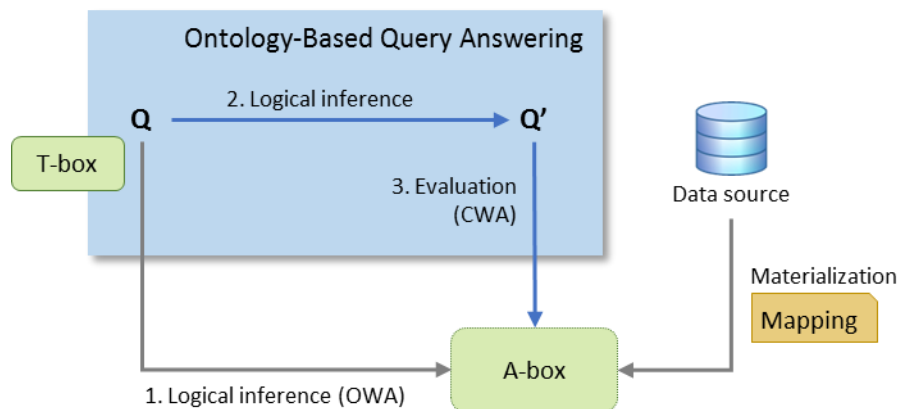 Ontology-Based Query Answering
2. Logical inference
Q
Q’
T-box
3. Evaluation
(CWA)
Data source
Materialization
Mapping
A-box
1. Logical inference (OWA)